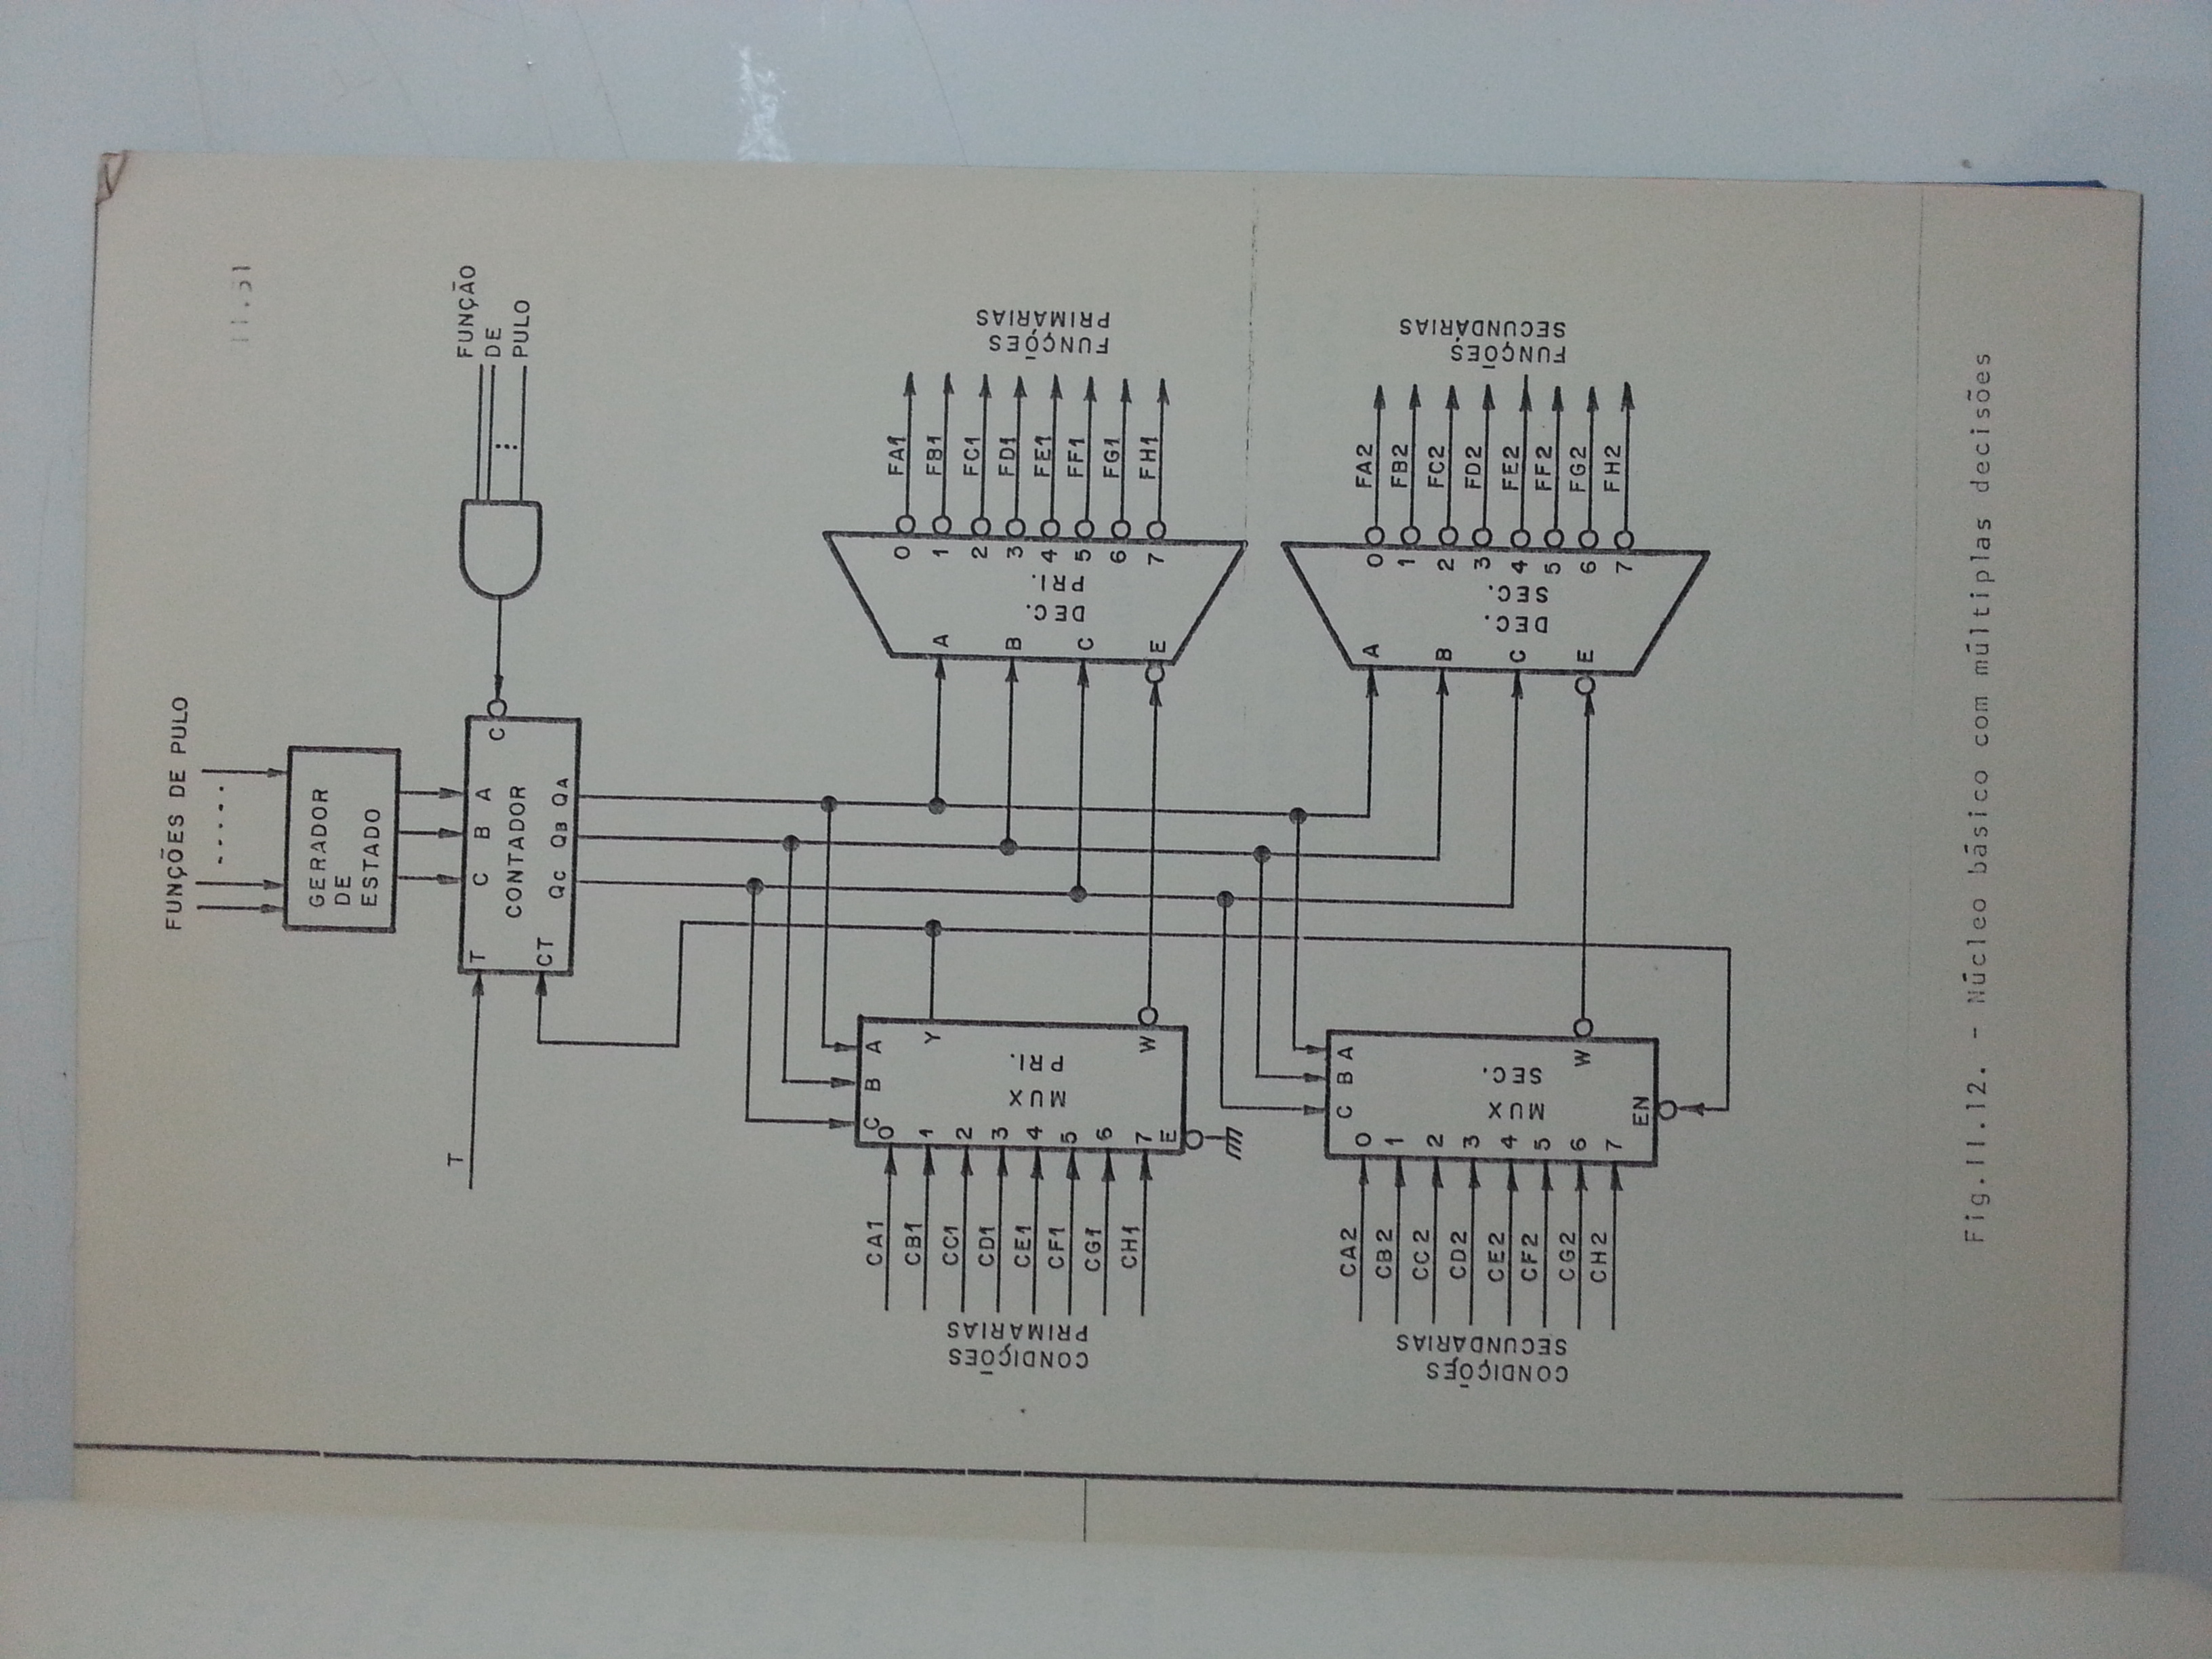 11.31
FUNÇÕES DE PULO
GERADOR
DE
ESTADO
FUNÇÃO
DE
PULO
T
T
C B A
CONTADOR
C
CT
QC QB QA
CONDIÇÕES
PRIMARIAS
CA1
CB1
CC1
CD1
CE1
CF1
CG1
CH1
C B A
0
1
2
3
4
5
6
7
E
MUX
PRI.
Y
W
A
B
C
E
DEC.
PRI.
0
1
2
3
4
5
6
7
FA1
FB1
FC1
FD1
FE1
FF1
FG1
FH1
FUNÇÕES
PRIMÁRIAS
CONDIÇÕES
SECUNDARIAS
CA2
CB2
CC2
CD2
CE2
CF2
CG2
CH2
C B A
0
1
2
3
4
5
6
7
EN
MUX
SEC.
W
A
B
C
E
DEC.
SEC.
0
1
2
3
4
5
6
7
FA2
FB2
FC2
FD2
FE2
FF2
FG2
FH2
FUNÇÕES
SECUNDÁRIAS
Fig.11.12. - Núcleo básico com múltiplas decisões